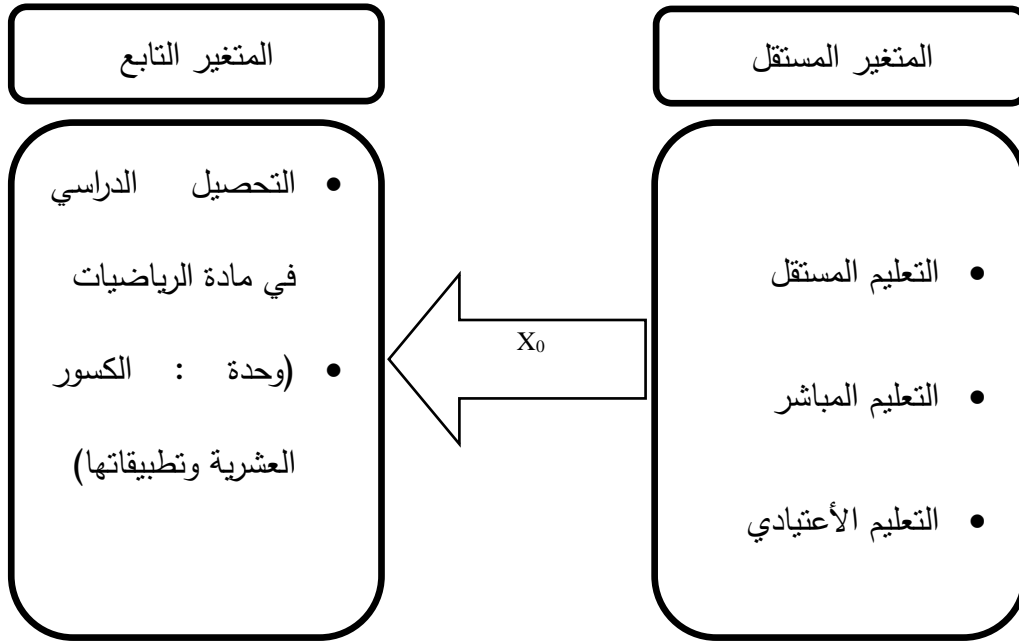 المتغير المستقل
• التعليم المستقل
• التعليم المباشر
• التعليم الأعتيادي
X₀
المتغير التابع
• التحصيل الدراسي
في مادة الرياضيات
• (وحدة : الكسور
العشرية وتطبيقاتها)